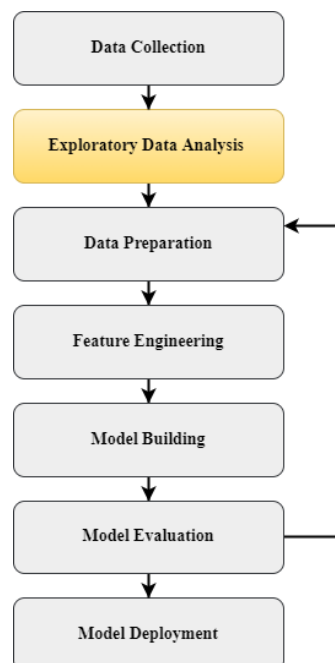 Data Collection
Exploratory Data Analysis
Data Preparation
Feature Engineering
Model Building
Model Evaluation
Model Deployment